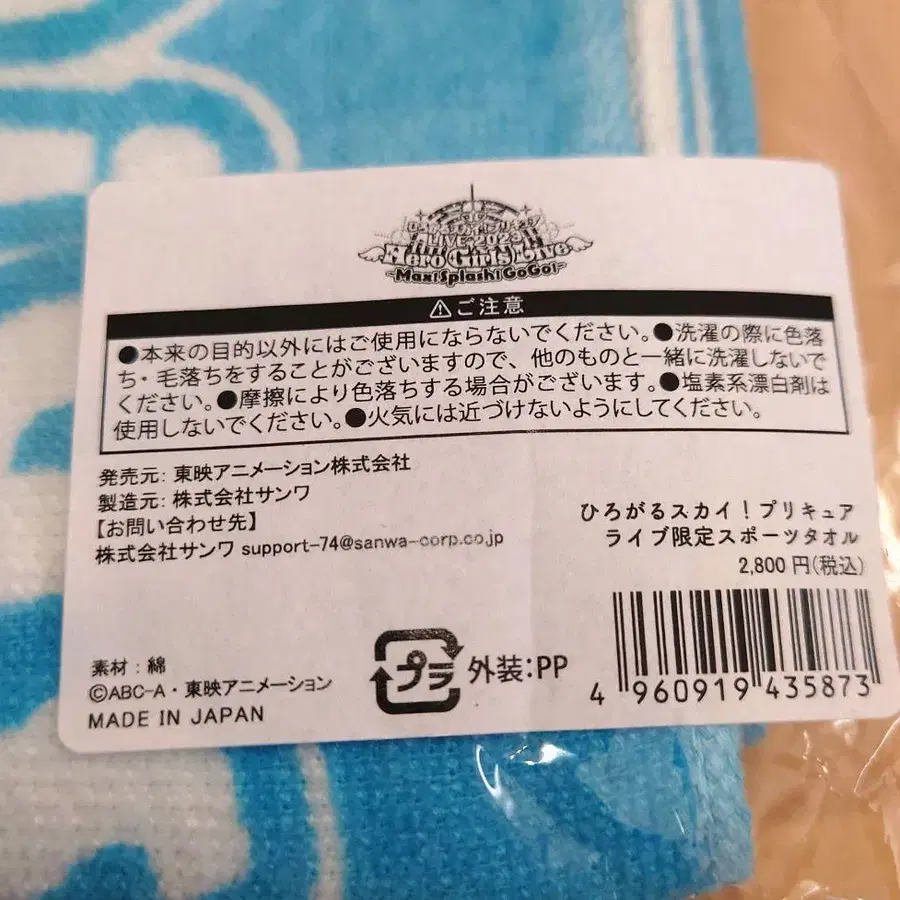 LIVE 2023
Hero Girls Live
~Max!Splash!GoGo!~
⚠ご注意
●本来の目的以外にはご使用にならないでください。●洗濯の際に色落
ち・毛落ちをすることがございますので、他のものと一緒に洗濯しないで
ください。●摩擦により色落ちする場合がございます。●塩素系漂白剤は
使用しないでください。●火気には近づけないようにしてください。
発売元: 東映アニメーション株式会社
製造元: 株式会社サンワ
【お問い合わせ先】
株式会社サンワ support-74@sanwa-corp.co.jp
ひろがるスカイ!プリキュア
ライブ限定スポーツタオル
2,800円(税込)
素材:綿
©ABC-A・東映アニメーション
MADE IN JAPAN
プラ
外装:PP
4 960919 435873